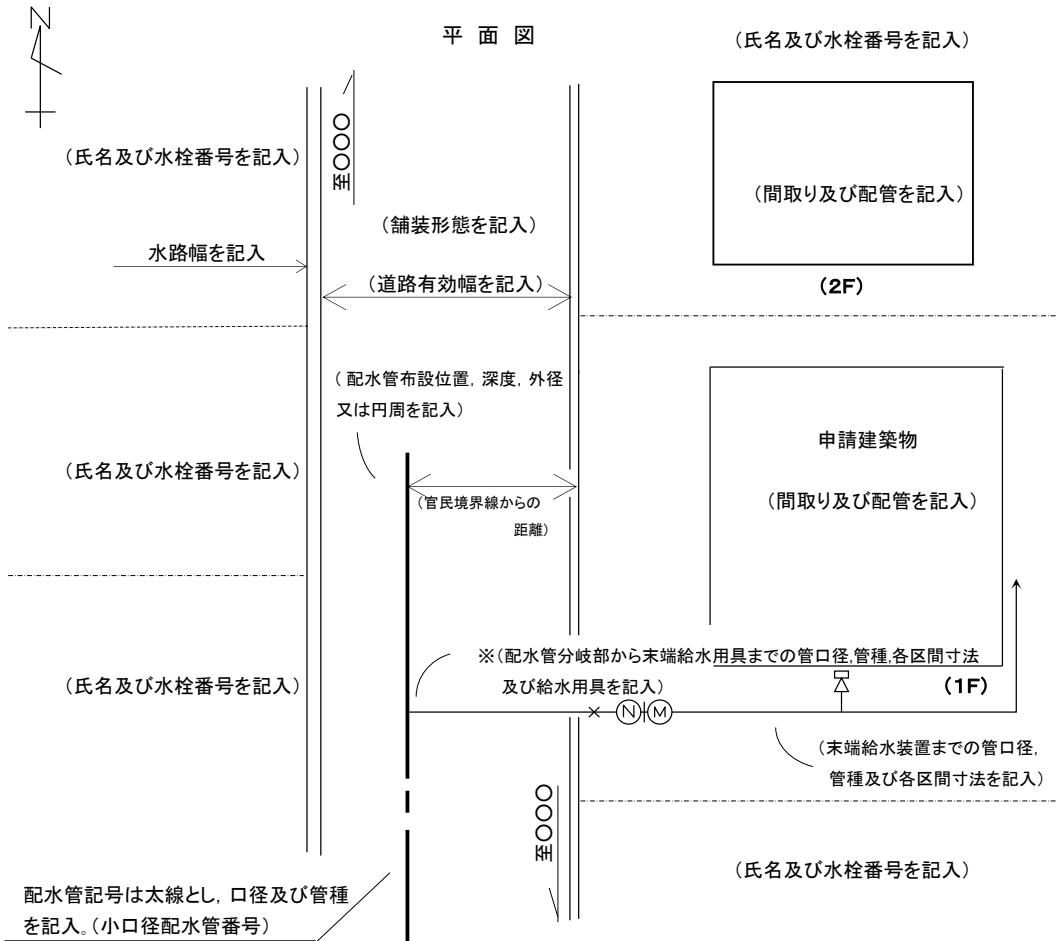 N
平 面 図
(氏名及び水栓番号を記入)
(氏名及び水栓番号を記入)
至〇〇〇
(間取り及び配管を記入)
(舗装形態を記入)
水路幅を記入
(道路有効幅を記入)
(2F)
( 配水管布設位置, 深度, 外径
又は円周を記入)
申請建築物
(氏名及び水栓番号を記入)
(官民境界線からの
距離)
(間取り及び配管を記入)
※(配水管分岐部から末端給水用具までの管口径,管種,各区間寸法
及び給水用具を記入)
(氏名及び水栓番号を記入)
(1F)
N M
(末端給水装置までの管口径,
管種及び各区間寸法を記入)
至〇〇〇
(氏名及び水栓番号を記入)
配水管記号は太線とし, 口径及び管種
を記入。(小口径配水管番号)